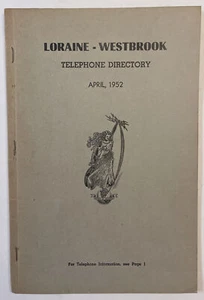 LORAINE - WESTBROOK
TELEPHONE DIRECTORY
APRIL, 1952
For Telephone Information, see Page 1